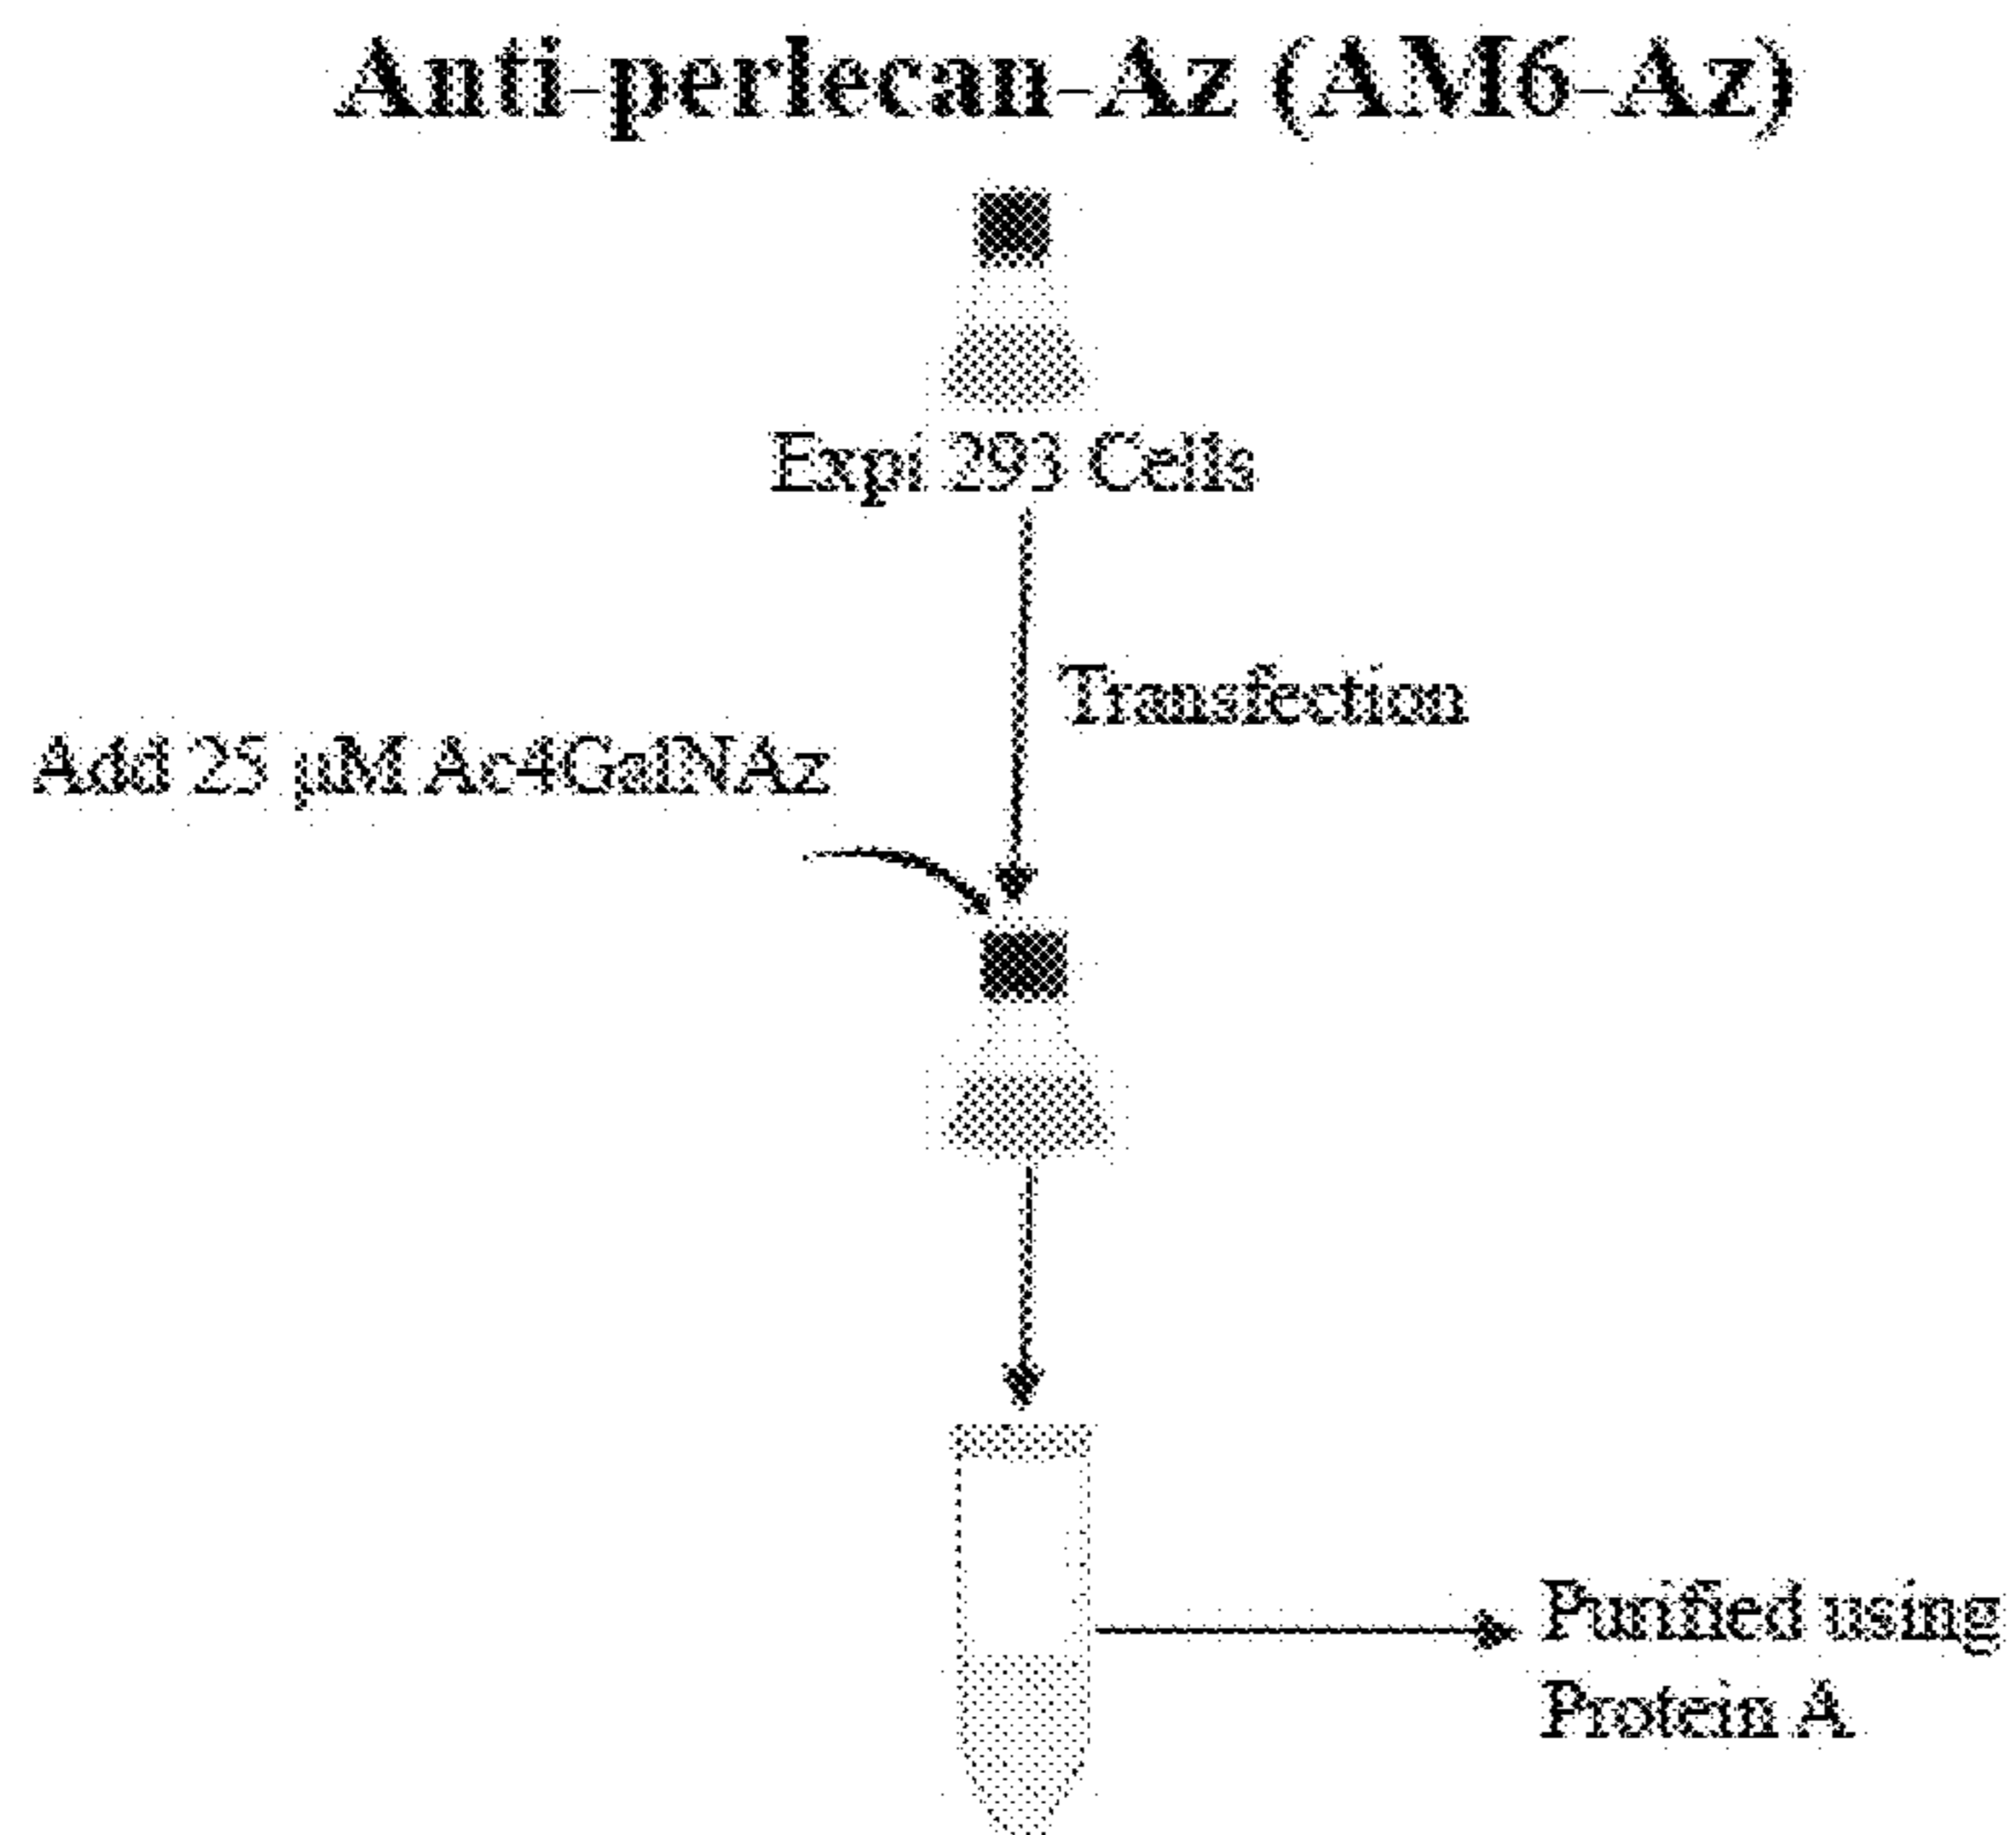 Anti-perlecan-Az (AM6-Az)
Expi 293 Cells
Transfection
Add 25 µM Ac4GalNAz
Purified using
Protein A